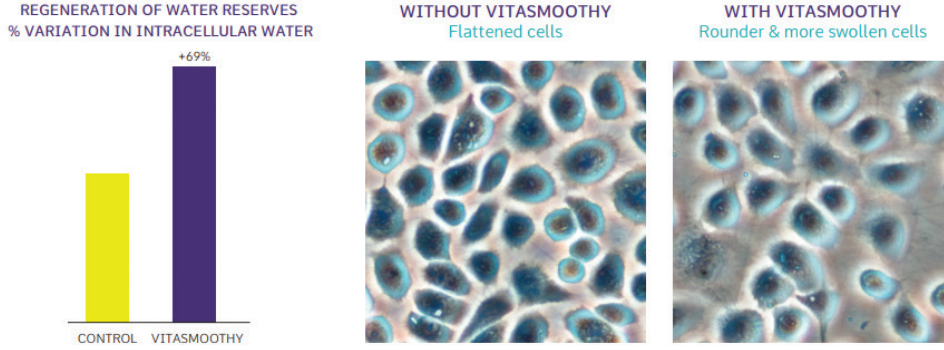 REGENERATION OF WATER RESERVES
% VARIATION IN INTRACELLULAR WATER
+69%
CONTROL
VITASMOOTHY
WITHOUT VITASMOOTHY
Flattened cells
WITH VITASMOOTHY
Rounder & more swollen cells